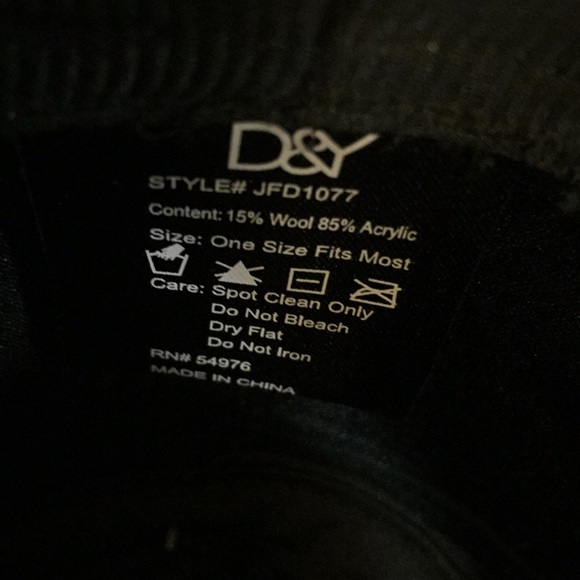 D&Y
STYLE# JFD1077
Content: 15% Wool 85% Acrylic
Size: One Size Fits Most
Care: Spot Clean Only
Do Not Bleach
Dry Flat
Do Not Iron
RN# 54976
MADE IN CHINA